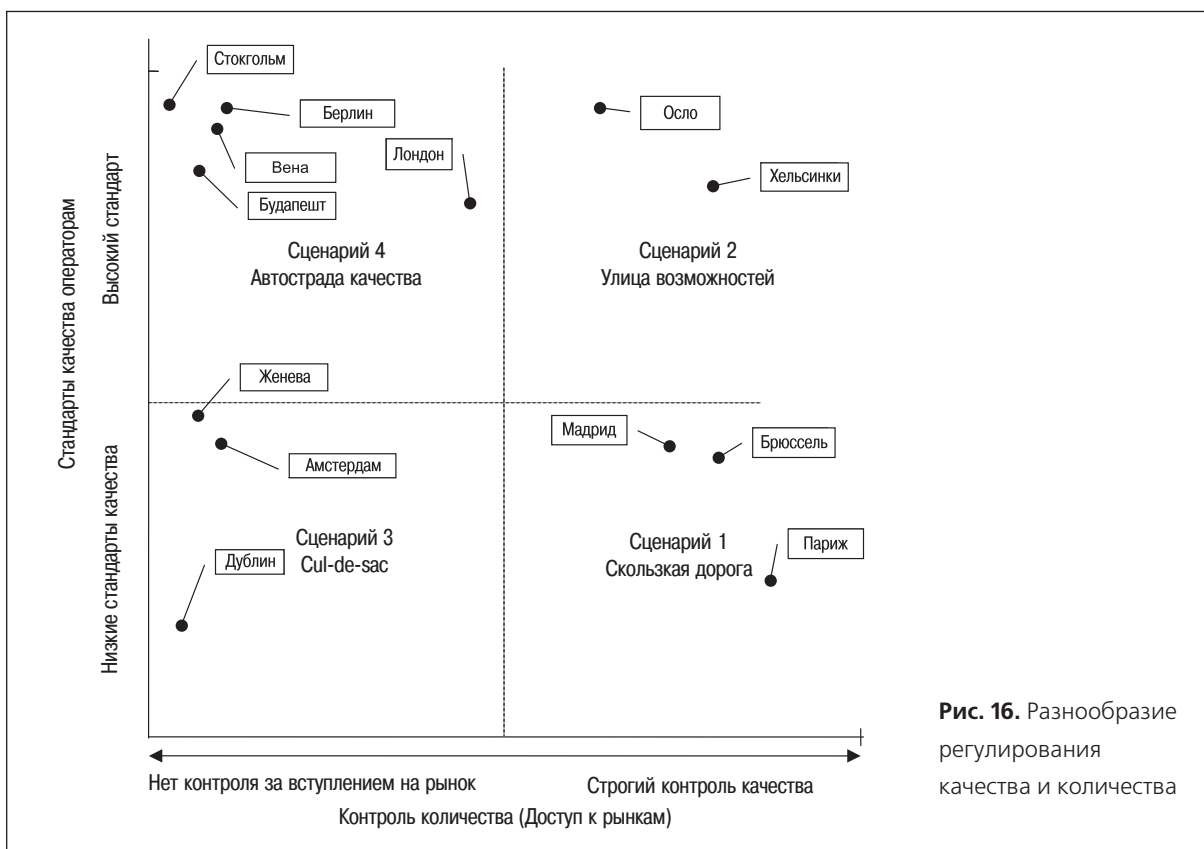 Стокгольм
Берлин
Осло
Вена
Лондон
Хельсинки
Будапешт
Стандарты качества операторам
Высокий стандарт
Сценарий 4
Автострада качества
Сценарий 2
Улица возможностей
Женева
Мадрид
Брюссель
Амстердам
Низкие стандарты качества
Сценарий 3
Cul-de-sac
Дублин
Сценарий 1
Скользкая дорога
Париж
Нет контроля за вступлением на рынок
Строгий контроль качества
Контроль количества (Доступ к рынкам)
Рис. 16. Разнообразие
регулирования
качества и количества